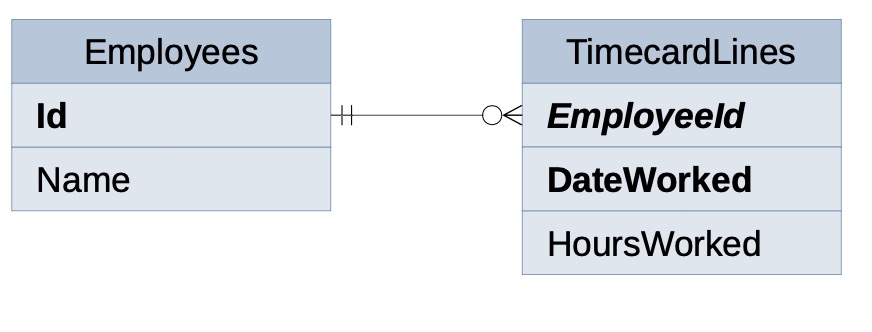 Employees
Id
Name
TimecardLines
EmployeeId
DateWorked
HoursWorked